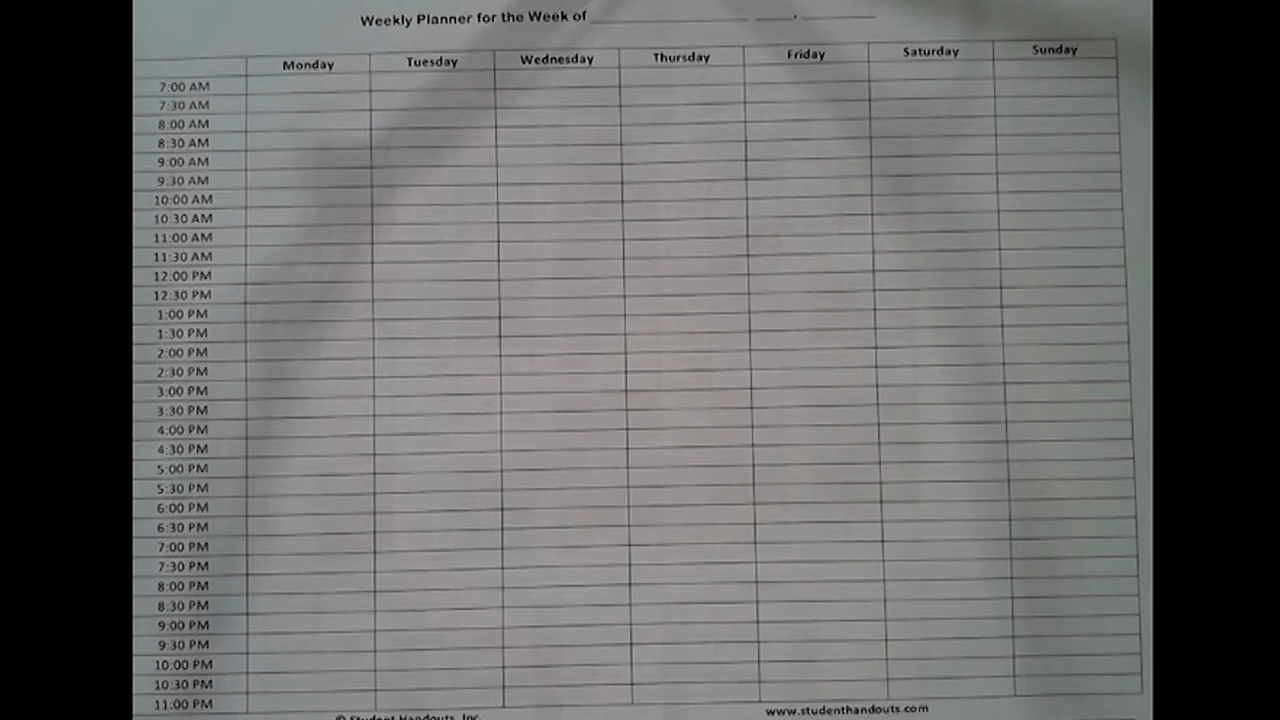 Weekly Planner for the Week of ____________________ _____, __________
Monday Tuesday Wednesday Thursday Friday Saturday Sunday
7:00 AM
7:30 AM
8:00 AM
8:30 AM
9:00 AM
9:30 AM
10:00 AM
10:30 AM
11:00 AM
11:30 AM
12:00 PM
12:30 PM
1:00 PM
1:30 PM
2:00 PM
2:30 PM
3:00 PM
3:30 PM
4:00 PM
4:30 PM
5:00 PM
5:30 PM
6:00 PM
6:30 PM
7:00 PM
7:30 PM
8:00 PM
8:30 PM
9:00 PM
9:30 PM
10:00 PM
10:30 PM
11:00 PM
© Student Handouts, Inc. www.studenthandouts.com